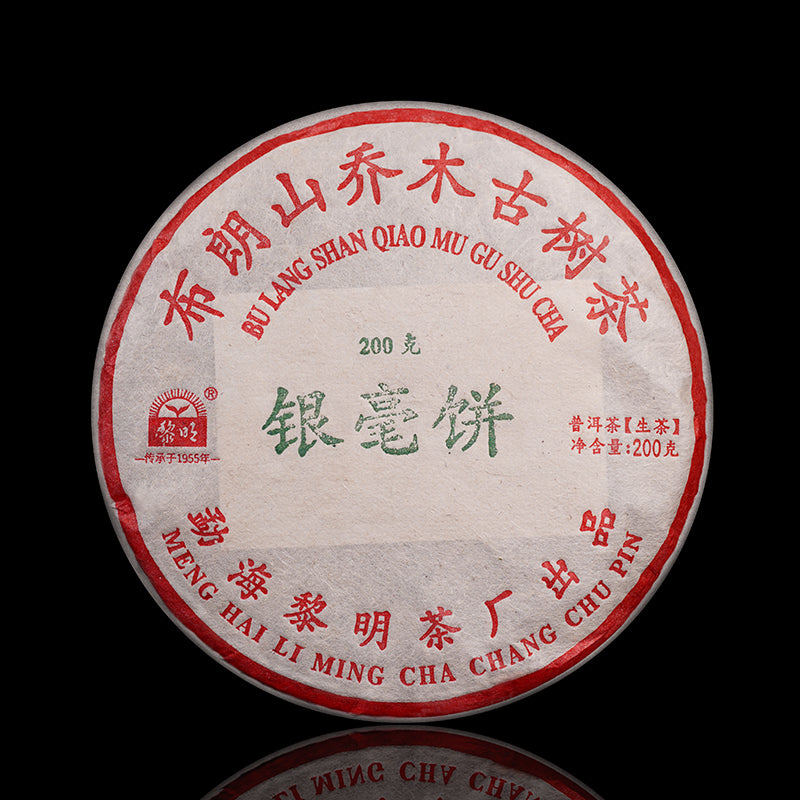 布朗山乔木古树茶
BU LANG SHAN QIAO MU GU SHU CHA
200 克
银毫饼
®
黎明
—传承于1955年—
普洱茶【生茶】
净含量:200克
勐海黎明茶厂出品
MENG HAI LI MING CHA CHANG CHU PIN